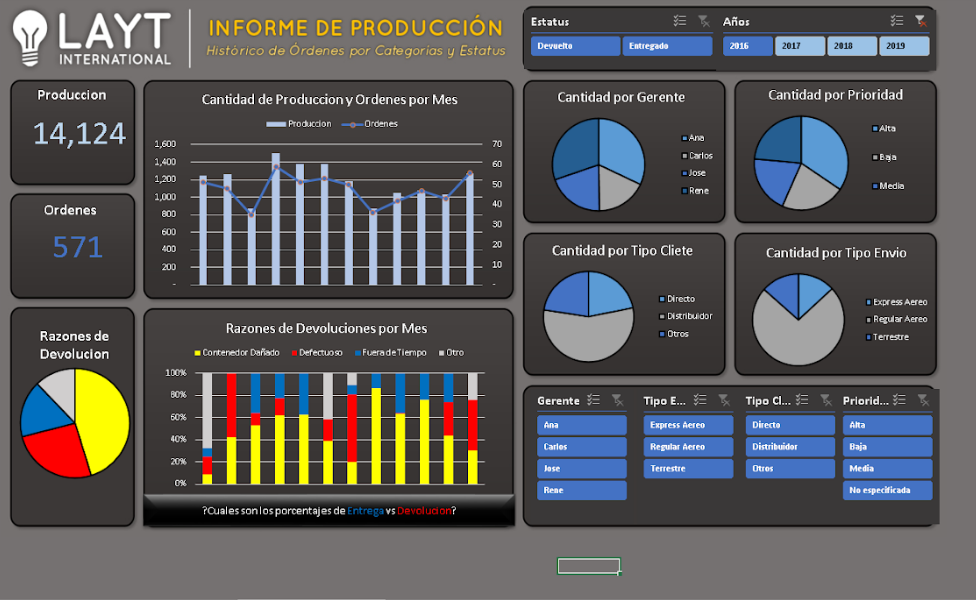 LAYT
INTERNATIONAL
INFORME DE PRODUCCIÓN
Histórico de Órdenes por Categorías y Estatus
Estatus
Devuelto
Entregado
Años
2016
2017
2018
2019
Produccion
14,124
Ordenes
571
Cantidad de Produccion y Ordenes por Mes
Produccion
Ordenes
1,600
1,400
1,200
1,000
800
600
400
200
-
70
60
50
40
30
20
10
-
Cantidad por Gerente
Ana
Carlos
Jose
Rene
Cantidad por Prioridad
Alta
Baja
Media
Cantidad por Tipo Cliete
Directo
Distribuidor
Otros
Cantidad por Tipo Envio
Express Aereo
Regular Aereo
Terrestre
Razones de
Devolucion
Razones de Devoluciones por Mes
Contenedor Dañado
Defectuoso
Fuera de Tiempo
Otro
100%
80%
60%
40%
20%
0%
?Cuales son los porcentajes de Entrega vs Devolucion?
Gerente
Ana
Carlos
Jose
Rene
Tipo E...
Express Aereo
Regular Aereo
Terrestre
Tipo Cl...
Directo
Distribuidor
Otros
Priorid...
Alta
Baja
Media
No especificada